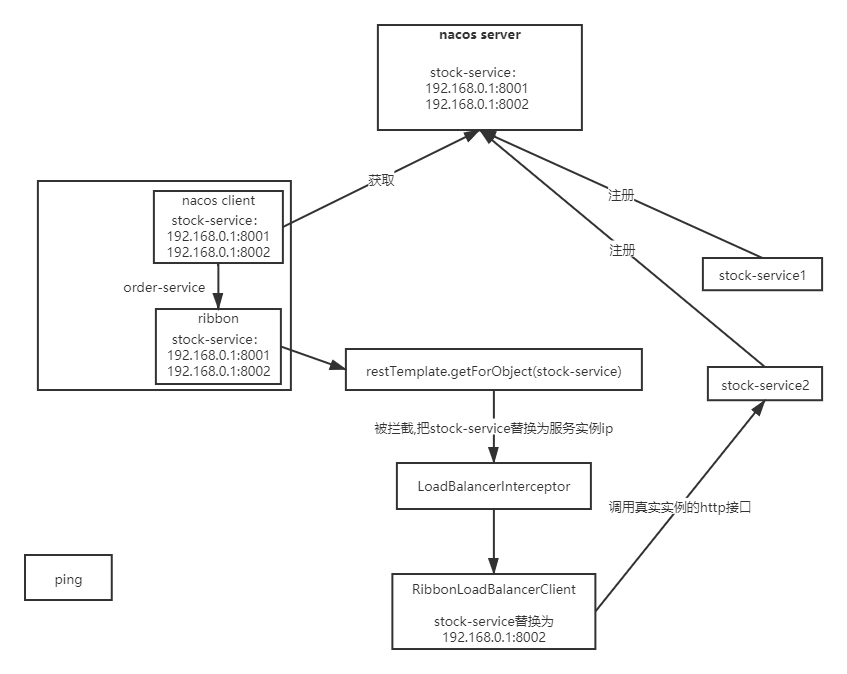 nacos server
stock-service：
192.168.0.1:8001
192.168.0.1:8002
获取
注册
注册
nacos client
stock-service：
192.168.0.1:8001
192.168.0.1:8002
order-service
ribbon
stock-service：
192.168.0.1:8001
192.168.0.1:8002
stock-service1
restTemplate.getForObject(stock-service)
stock-service2
被拦截,把stock-service替换为服务实例ip
LoadBalancerInterceptor
调用真实实例的http接口
ping
RibbonLoadBalancerClient
stock-service替换为
192.168.0.1:8002